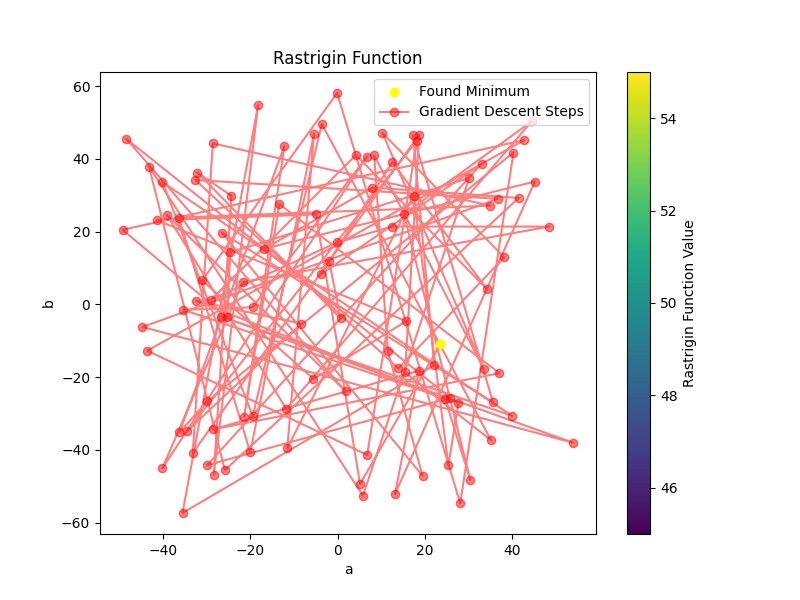 Rastrigin Function
Found Minimum
Gradient Descent Steps
60
40
20
0
−20
−40
−60
b
−40
−20
0
20
40
a
54
52
50
48
46
Rastrigin Function Value